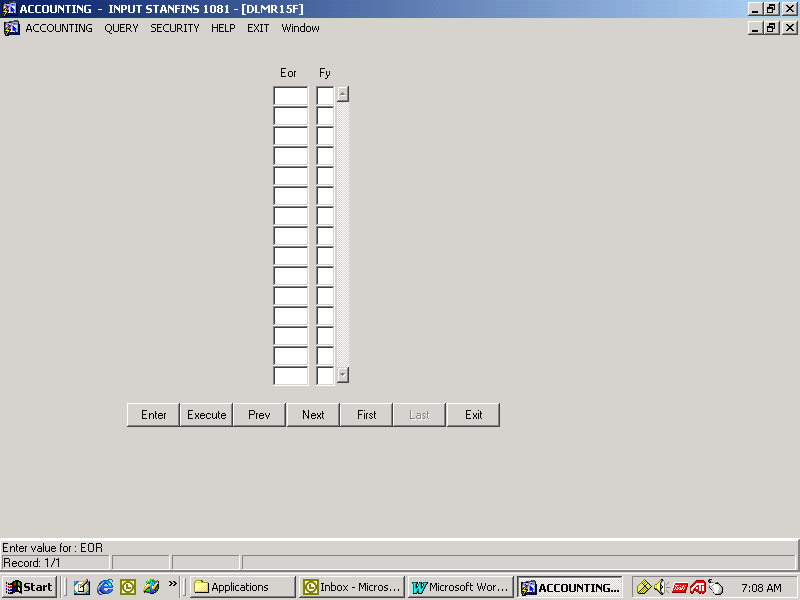 ACCOUNTING - INPUT STANFINS 1081 - [DLMR15F]
ACCOUNTING QUERY SECURITY HELP EXIT Window
Eor Fy
Enter Execute Prev Next First Last Exit
Enter value for : EOR
Record: 1/1
Start » Applications Inbox - Micros... Microsoft Wor... ACCOUNTING... 7:08 AM